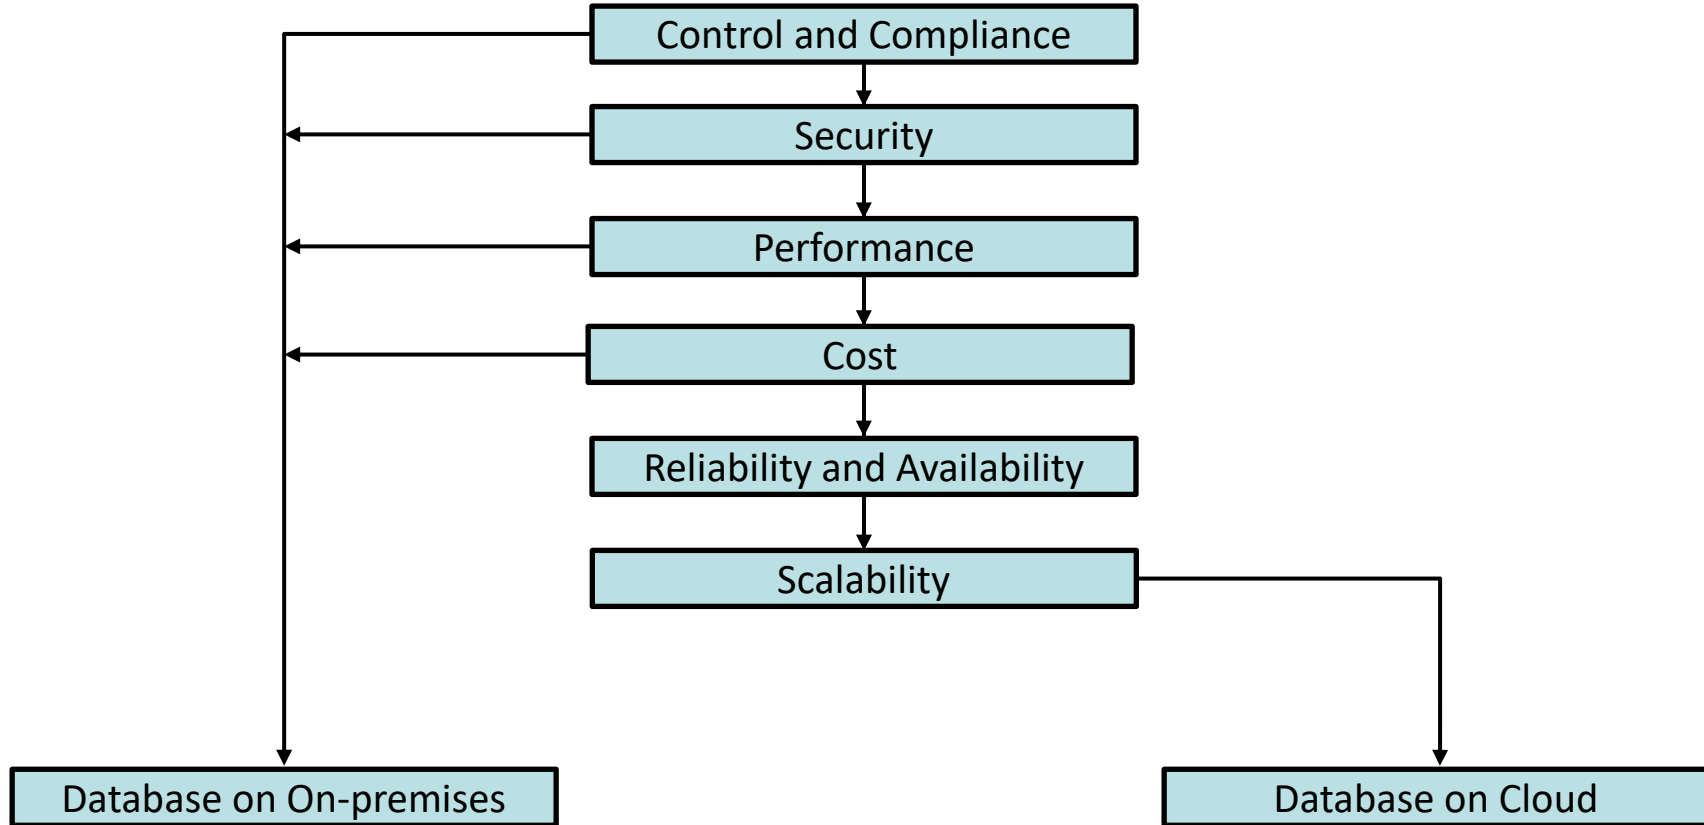 Control and Compliance
Security
Performance
Cost
Reliability and Availability
Scalability
Database on On-premises
Database on Cloud